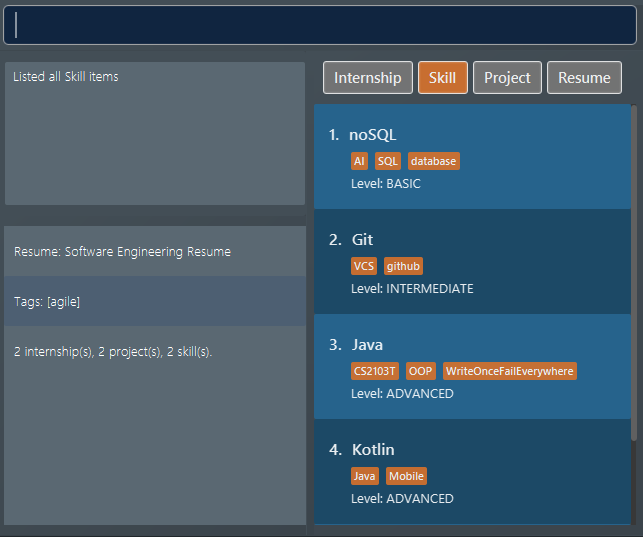 Listed all Skill items
Resume: Software Engineering Resume
Tags: [agile]
2 internship(s), 2 project(s), 2 skill(s).
Internship Skill Project Resume
1. noSQL
AI SQL database
Level: BASIC
2. Git
VCS github
Level: INTERMEDIATE
3. Java
CS2103T OOP WriteOnceFailEverywhere
Level: ADVANCED
4. Kotlin
Java Mobile
Level: ADVANCED